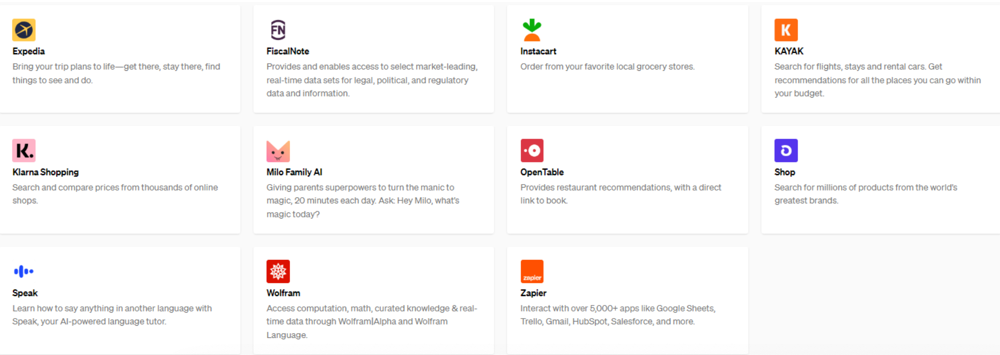 Expedia
Bring your trip plans to life—get there, stay there, find
things to see and do.
FN
FiscalNote
Provides and enables access to select market-leading,
real-time data sets for legal, political, and regulatory
data and information.
Instacart
Order from your favorite local grocery stores.
K
KAYAK
Search for flights, stays and rental cars. Get
recommendations for all the places you can go within
your budget.
K.
Klarna Shopping
Search and compare prices from thousands of online
shops.
Milo Family AI
Giving parents superpowers to turn the manic to
magic, 20 minutes each day. Ask: Hey Milo, what's
magic today?
OpenTable
Provides restaurant recommendations, with a direct
link to book.
Shop
Search for millions of products from the world's
greatest brands.
Speak
Learn how to say anything in another language with
Speak, your AI-powered language tutor.
Wolfram
Access computation, math, curated knowledge & real-
time data through Wolfram|Alpha and Wolfram
Language.
zapier
Zapier
Interact with over 5,000+ apps like Google Sheets,
Trello, Gmail, HubSpot, Salesforce, and more.